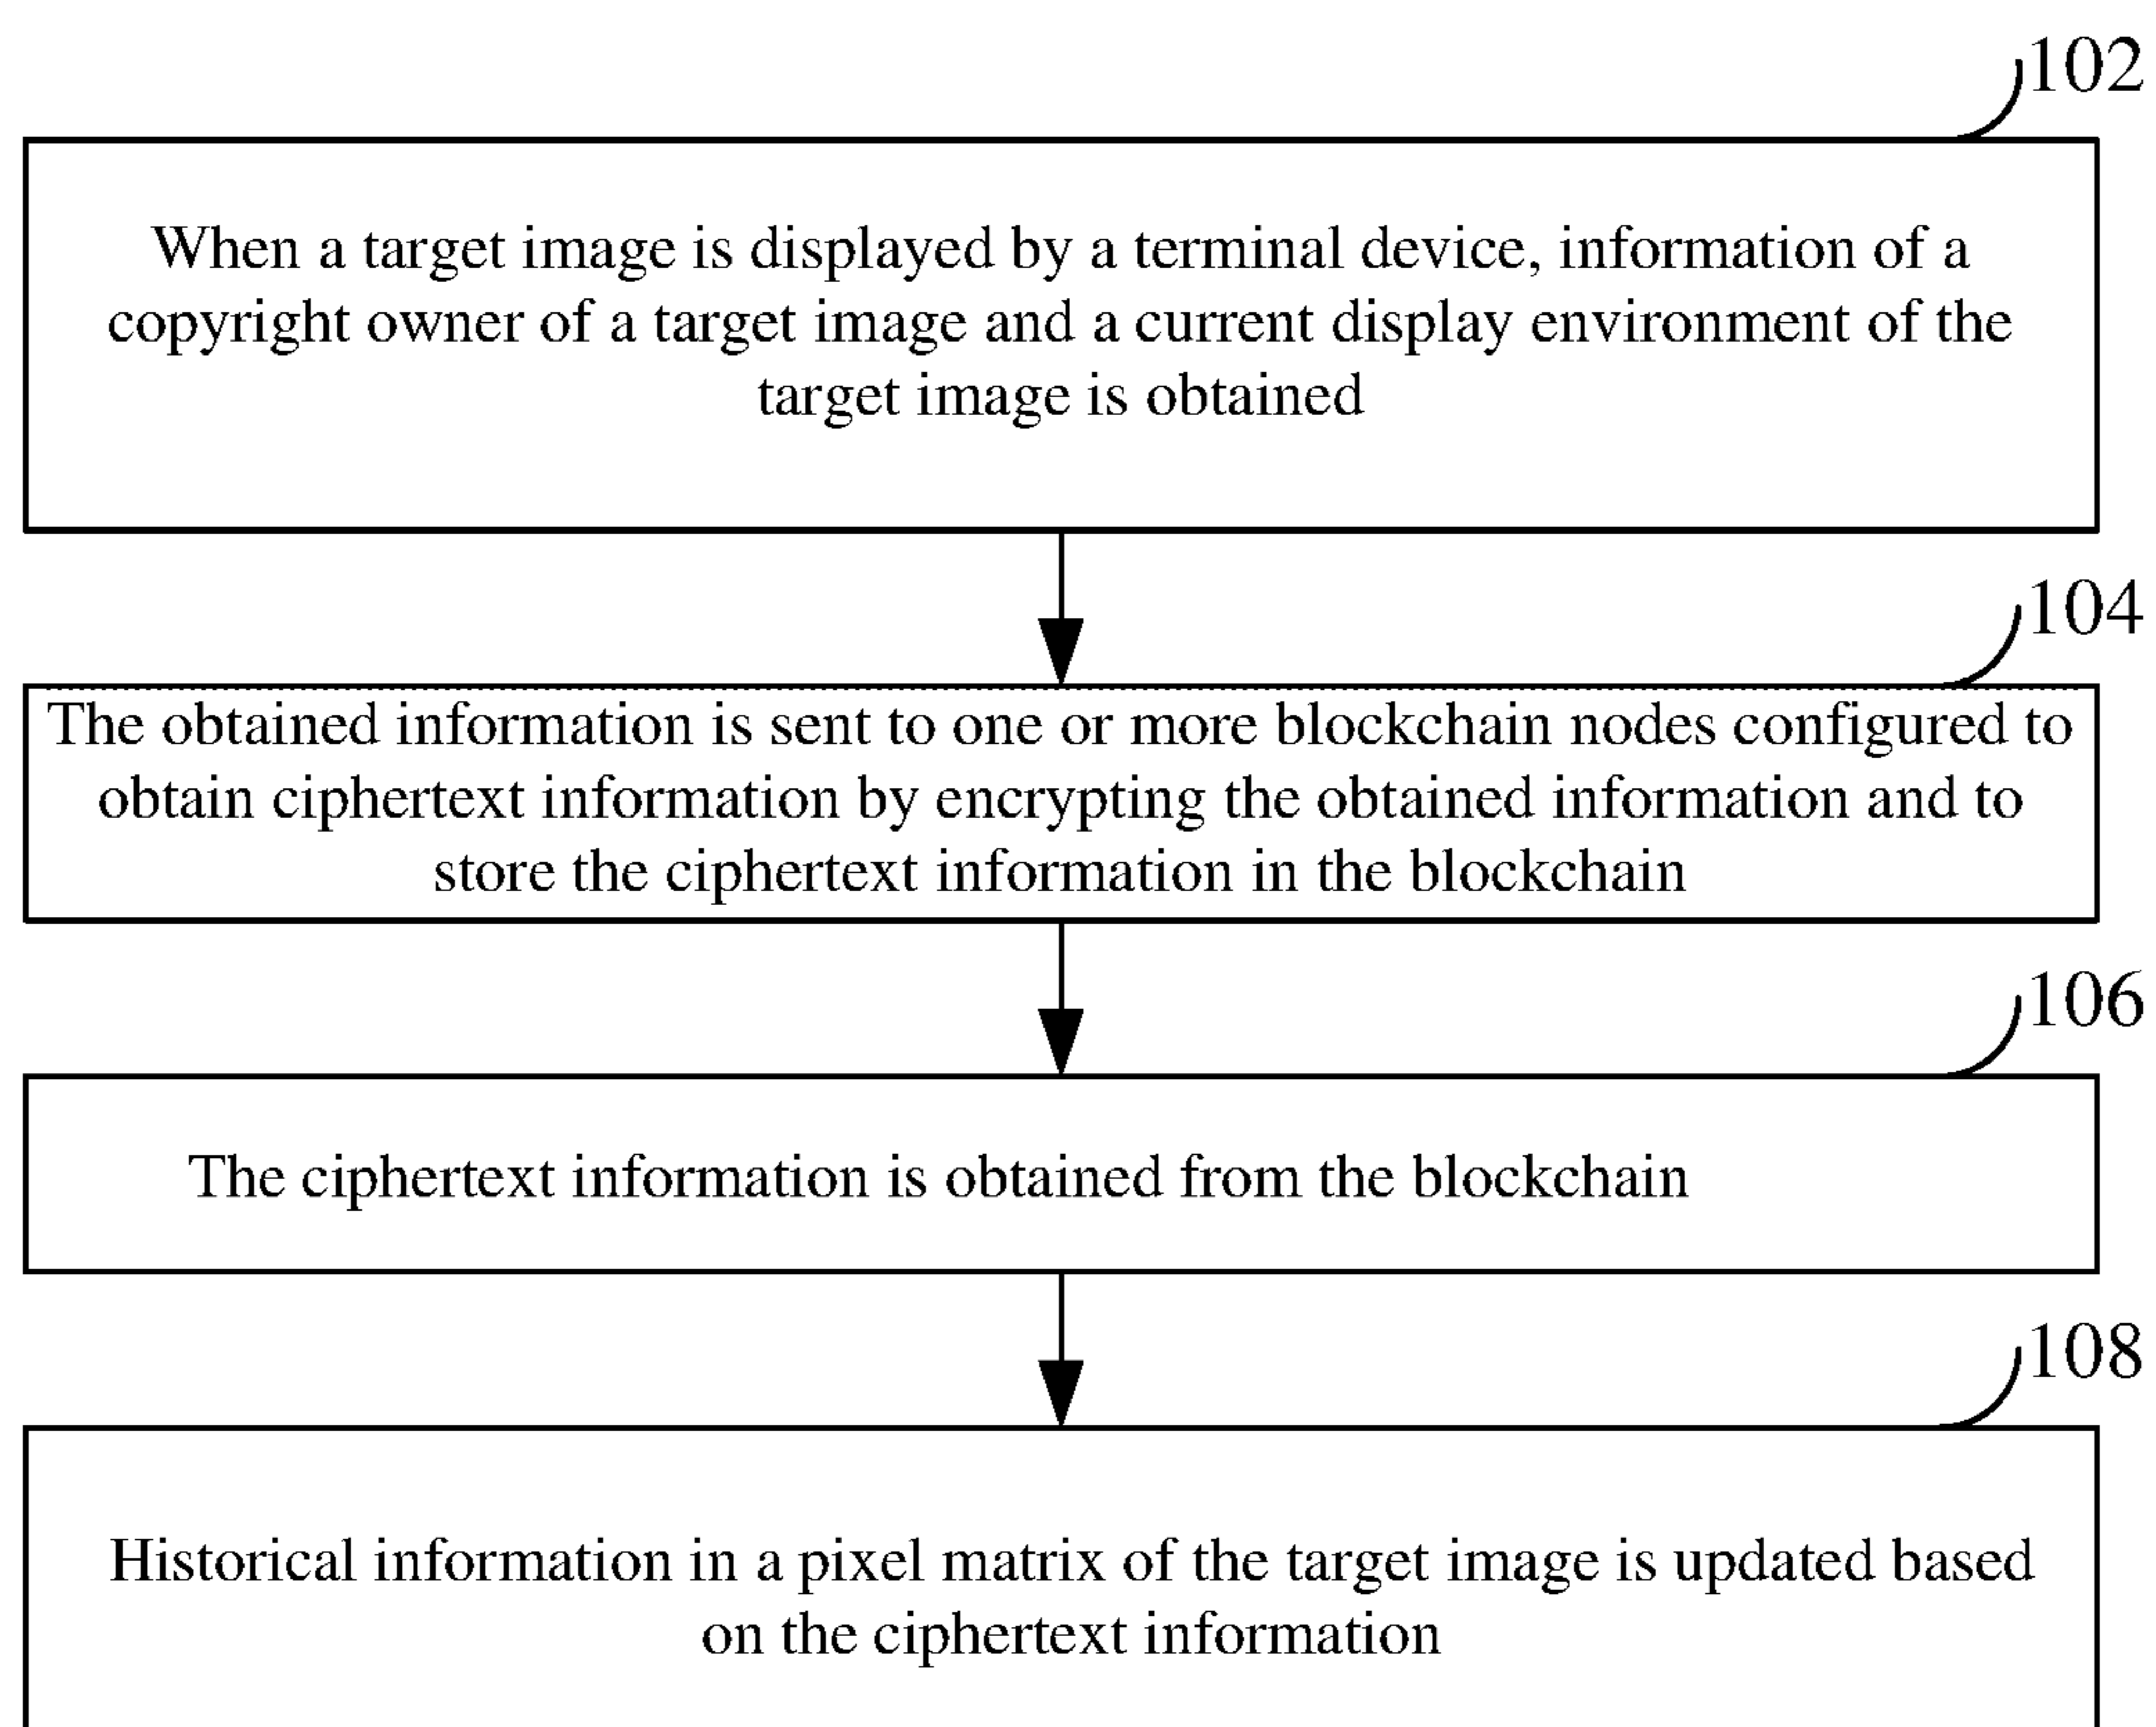 102
When a target image is displayed by a terminal device, information of a
copyright owner of a target image and a current display environment of the
target image is obtained
104
The obtained information is sent to one or more blockchain nodes configured to
obtain ciphertext information by encrypting the obtained information and to
store the ciphertext information in the blockchain
106
The ciphertext information is obtained from the blockchain
108
Historical information in a pixel matrix of the target image is updated based
on the ciphertext information